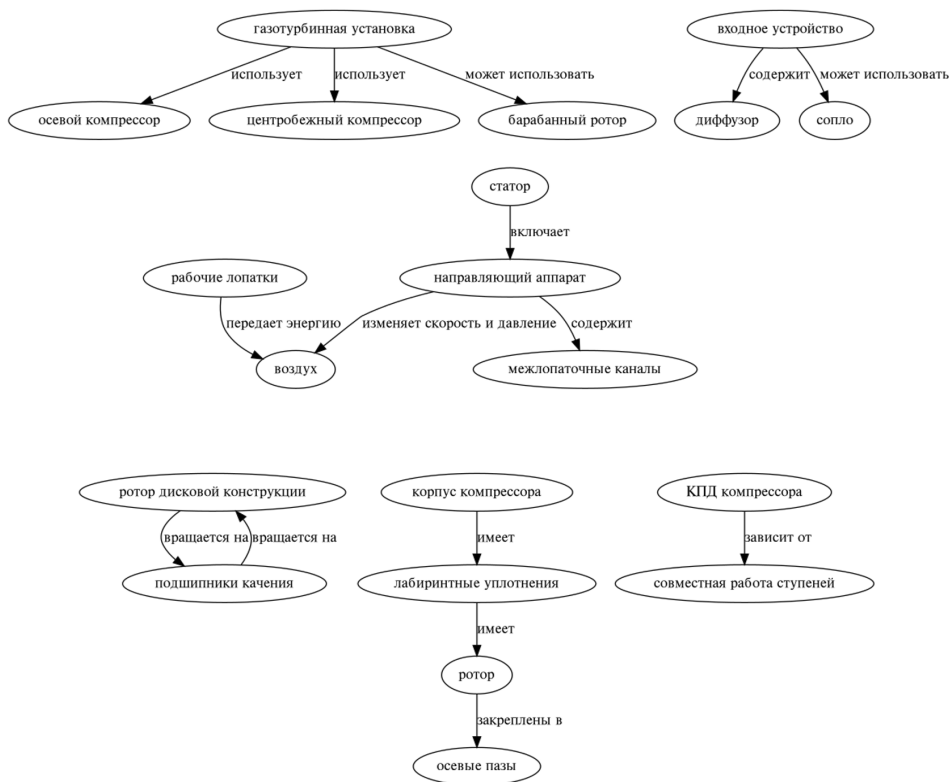 газотурбинная установка
входное устройство
использует
использует
может использовать
содержит
может использовать
осевой компрессор
центробежный компрессор
барабанный ротор
диффузор
сопло
статор
включает
рабочие лопатки
направляющий аппарат
передает энергию
изменяет скорость и давление
содержит
воздух
межлопаточные каналы
ротор дисковой конструкции
корпус компрессора
КПД компрессора
вращается на
вращается на
имеет
зависит от
подшипники качения
лабиринтные уплотнения
совместная работа ступеней
имеет
ротор
закреплены в
осевые пазы